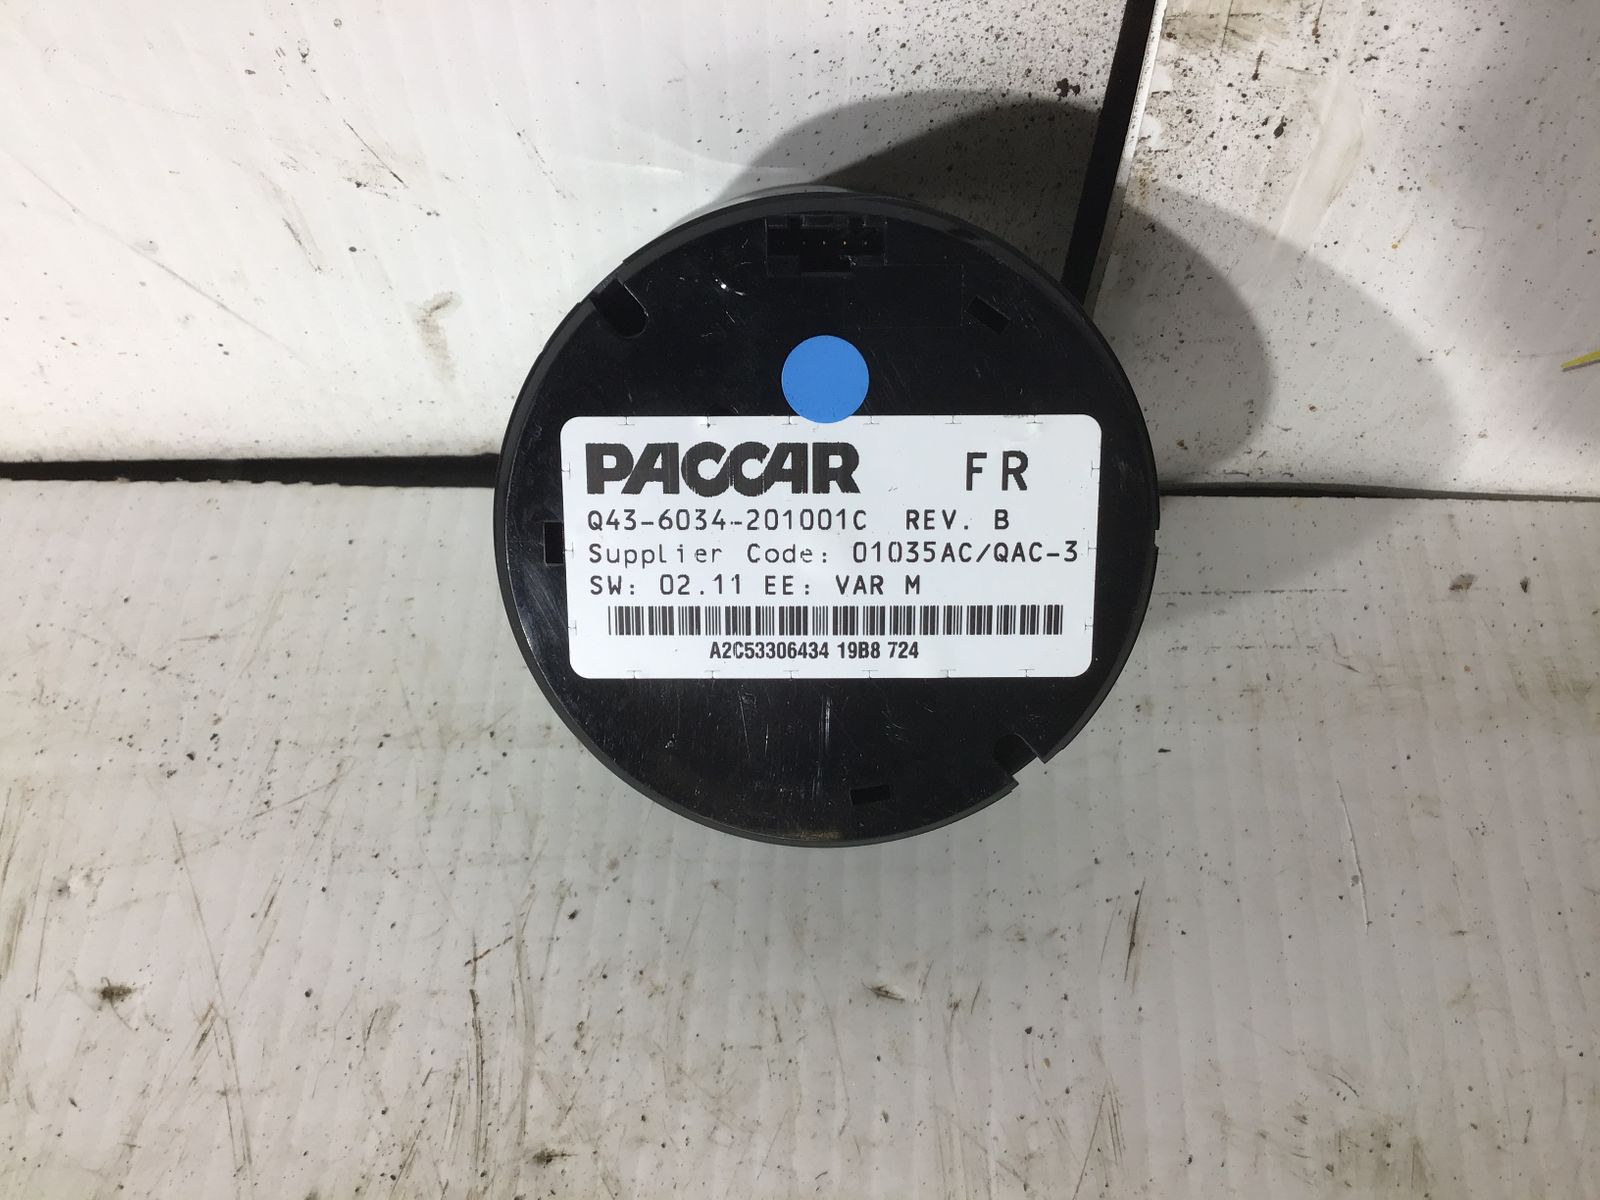 PACCAR FR
Q43-6034-201001C REV. B
Supplier Code: 01035AC/QAC-3
SW: 02.11 EE: VAR M
A2C53306434 19B8 724